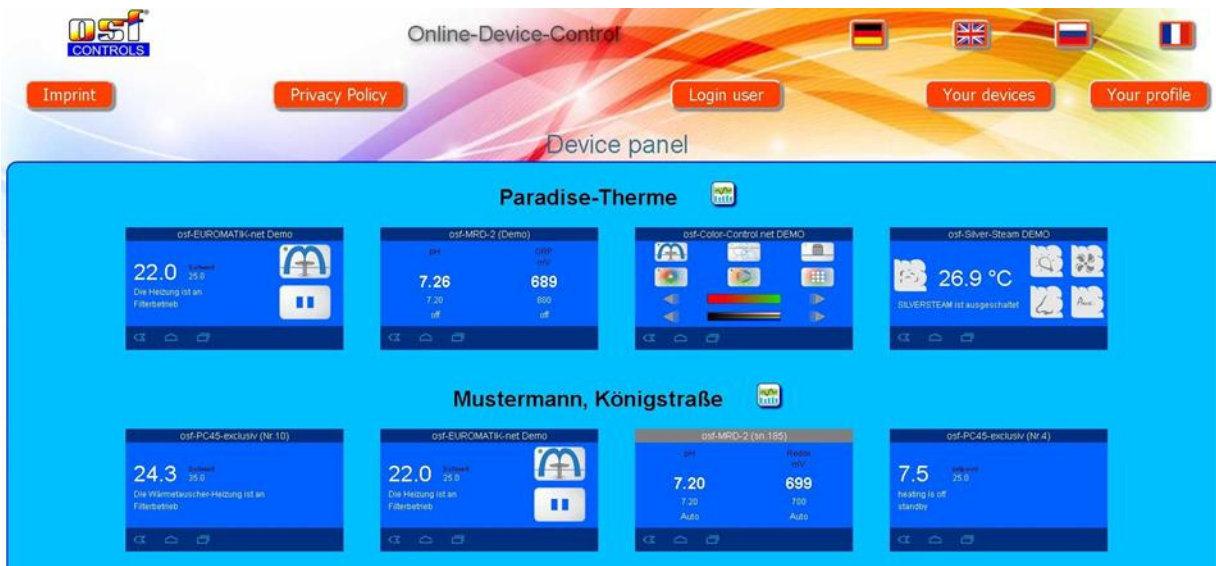 osf
CONTROLS
Online-Device-Control
Imprint
Privacy Policy
Login user
Your devices
Your profile
Device panel
Paradise-Therme
osf-EUROMATIK-net Demo
22.0 Sollwert 25.0
Die Heizung ist an
Filterbetrieb
osf-MRD-2 (Demo)
pH ORP
mV
7.26 689
7.20 800
off off
osf-Color-Control.net DEMO
osf-Silver-Steam DEMO
26.9 °C
SILVERSTEAM ist ausgeschaltet
Mustermann, Königstraße
osf-PC45-exclusiv (Nr.10)
24.3 Sollwert 35.0
Die Wärmetauscher-Heizung ist an
Filterbetrieb
osf-EUROMATIK-net Demo
22.0 Sollwert 25.0
Die Heizung ist an
Filterbetrieb
osf-MRD-2 (sn.185)
pH Redox
mV
7.20 699
7.20 700
Auto Auto
osf-PC45-exclusiv (Nr.4)
7.5 setpoint 25.0
heating is off
standby